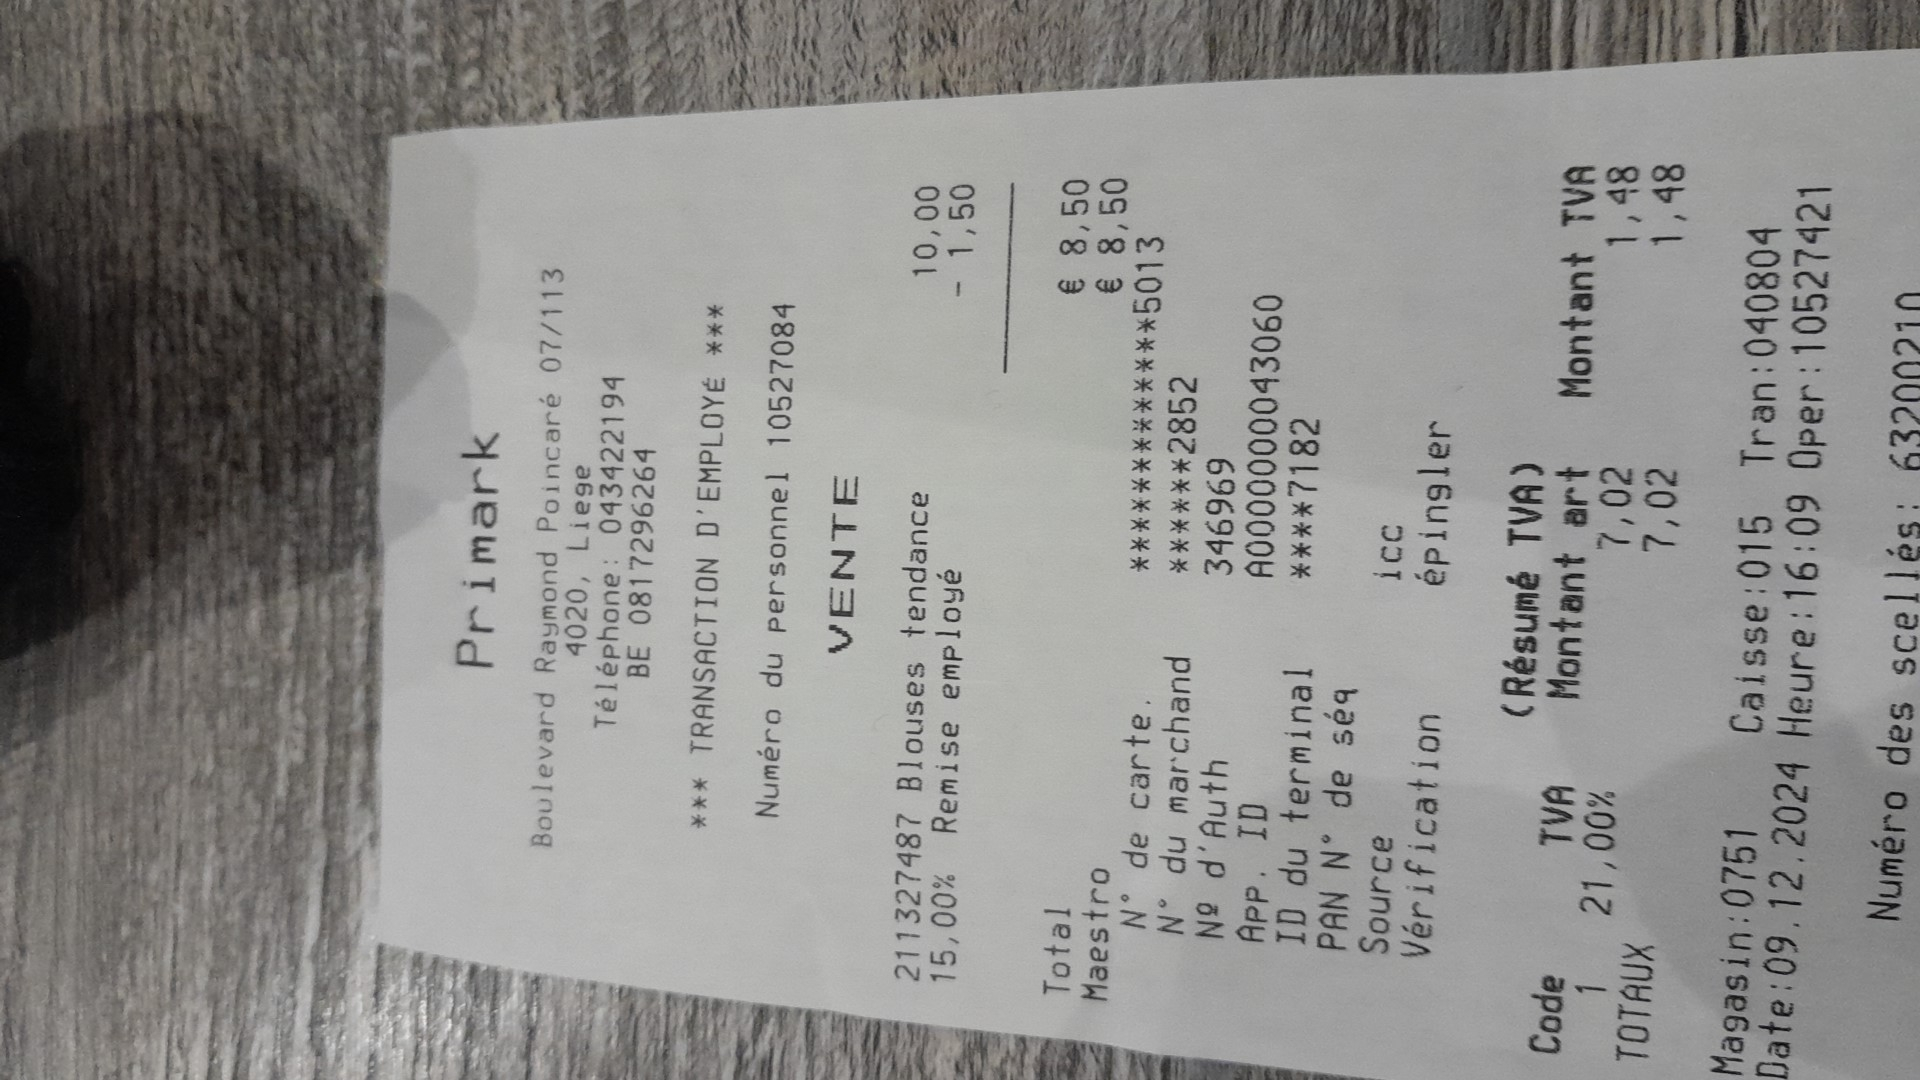 Primark
Boulevard Raymond Poincaré 07/113
4020, Liege
Téléphone: 043422194
BE 0817296264
*** TRANSACTION D'EMPLOYÉ ***
Numéro du personnel 10527084
VENTE
211327487 Blouses tendance 10,00
15,00% Remise employé - 1,50
Total € 8,50
Maestro € 8,50
N° de carte. ***************5013
N° du marchand ******2852
Nº d'Auth 346969
App. ID A0000000043060
ID du terminal ****7182
PAN N° de séq
Source icc
Vérification épingler
(Résumé TVA)
Code TVA Montant art Montant TVA
1 21,00% 7,02 1,48
TOTAUX 7,02 1,48
Magasin:0751 Caisse:015 Tran:040804
Date:09.12.2024 Heure:16:09 Oper:10527421
Numéro des scellés: 63200210